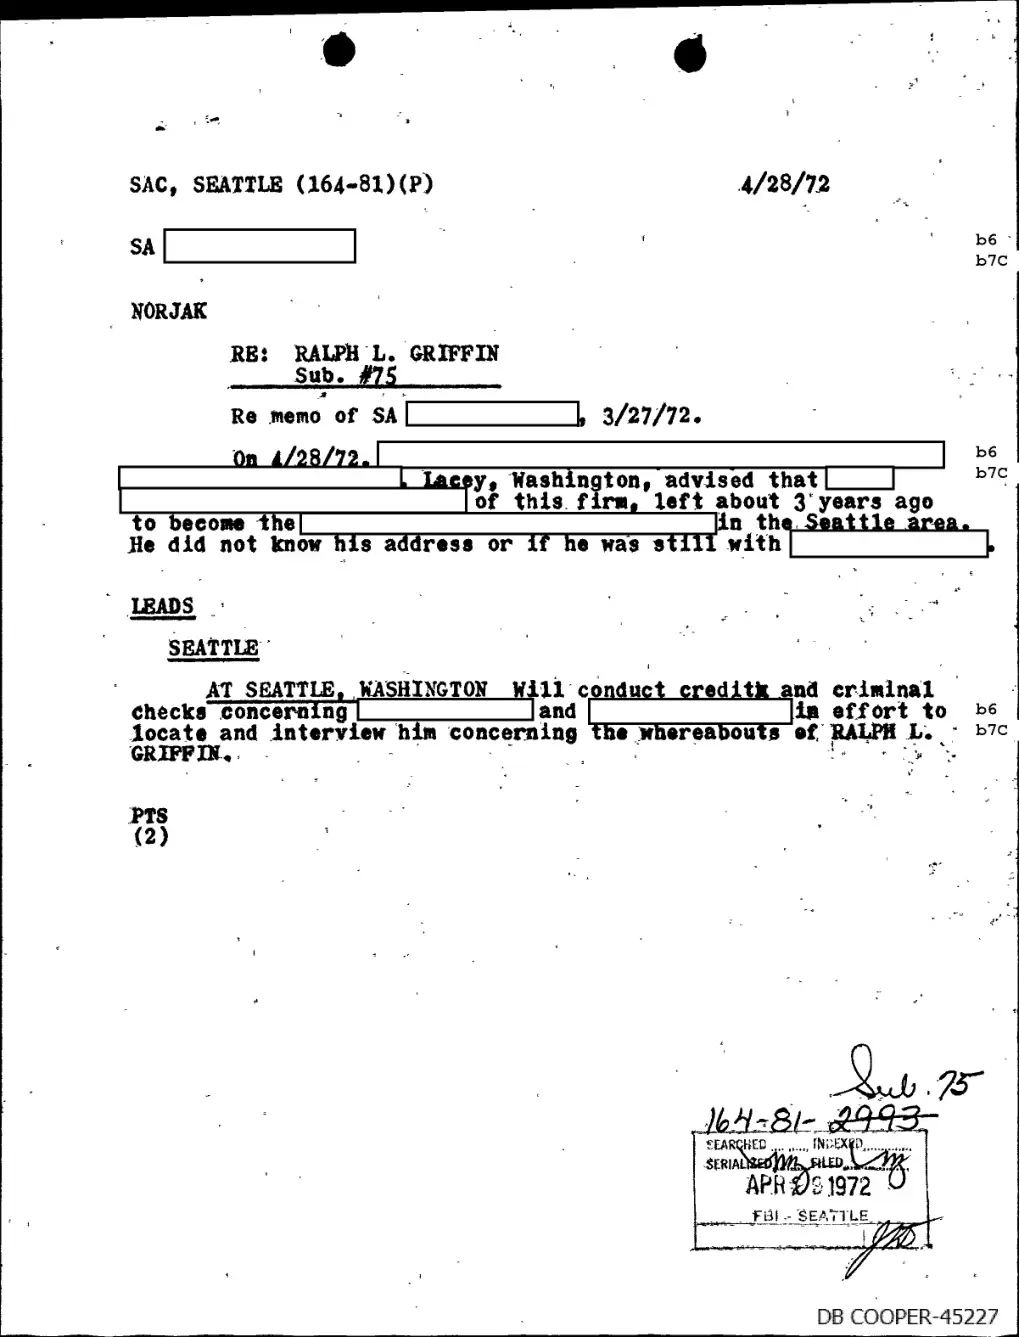 SAC, SEATTLE (164-81)(P) 4/28/72
SA
b6
b7C
NORJAK
RE: RALPH L. GRIFFIN
Sub. #75
Re memo of SA , 3/27/72.
On 4/28/72,
b6
b7C
, Lacey, Washington, advised that
of this firm, left about 3 years ago
to become the in the Seattle area.
He did not know his address or if he was still with .
LEADS
SEATTLE
AT SEATTLE, WASHINGTON Will conduct credit and criminal
checks concerning and in effort to
b6
locate and interview him concerning the whereabouts of RALPH L.
b7C
GRIFFIN.
PTS
(2)
Sub. 75
164-81-2993
SEARCHED INDEXED
SERIALIZED FILED
APR 1972
FBI - SEATTLE
DB COOPER-45227